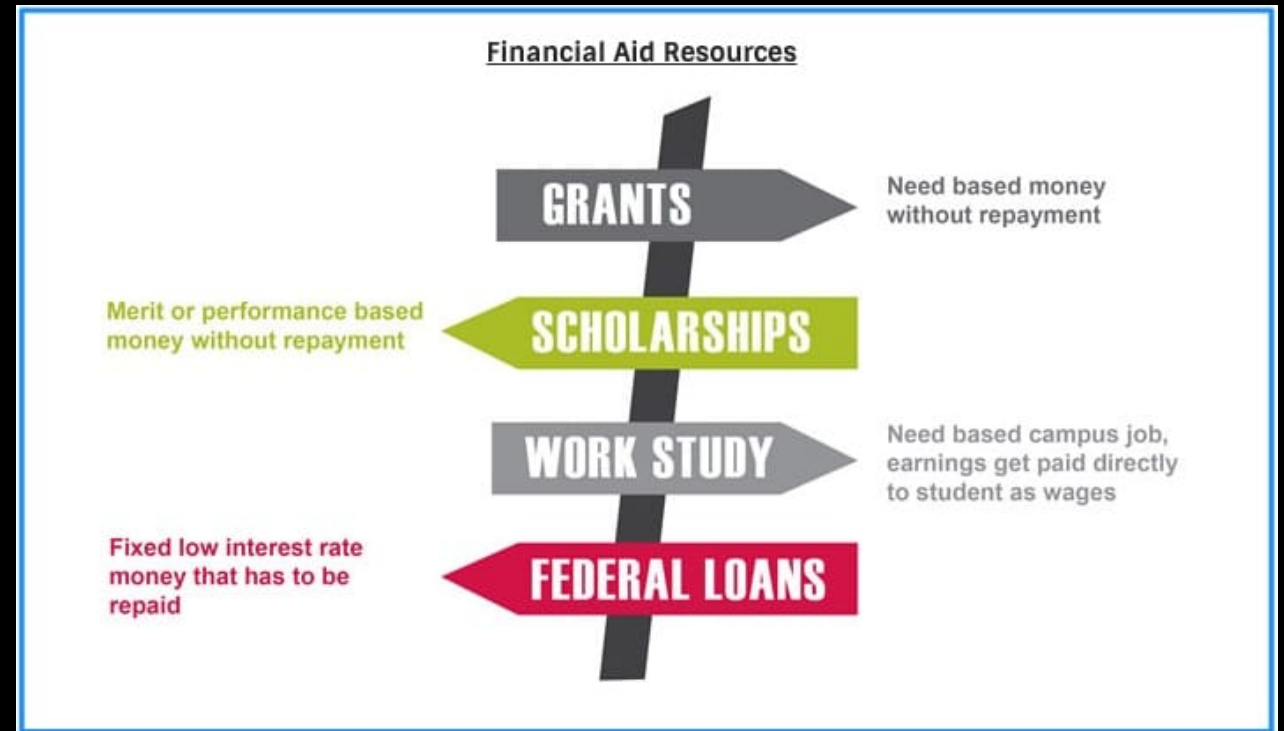 Financial Aid Resources
GRANTS
Need based money
without repayment
Merit or performance based
money without repayment
SCHOLARSHIPS
WORK STUDY
Need based campus job,
earnings get paid directly
to student as wages
Fixed low interest rate
money that has to be
repaid
FEDERAL LOANS